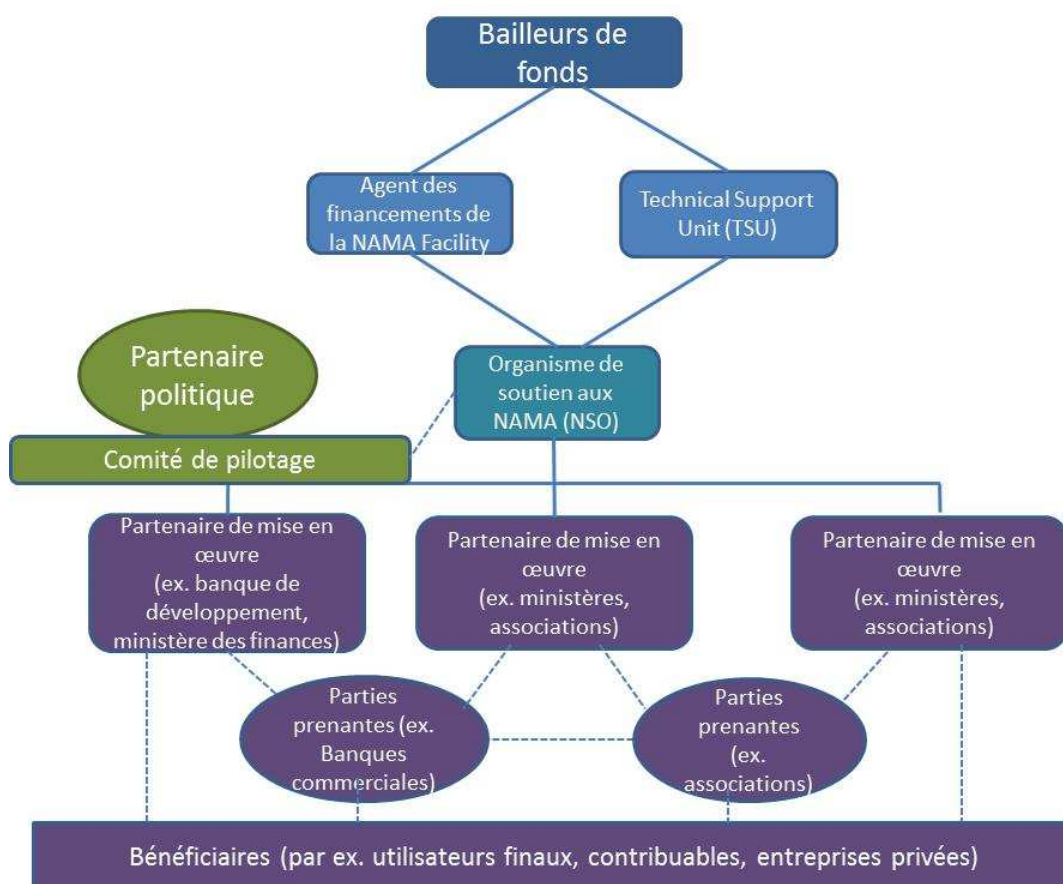 Bailleurs de
fonds
Agent des
financements de
la NAMA Facility
Technical Support
Unit (TSU)
Partenaire
politique
Organisme de
soutien aux
NAMA (NSO)
Comité de pilotage
Partenaire de mise en
œuvre
(ex. banque de
développement,
ministère des finances)
Partenaire de mise en
œuvre
(ex. ministères,
associations)
Partenaire de mise en
œuvre
(ex. ministères,
associations)
Parties
prenantes (ex.
Banques
commerciales)
Parties
prenantes
(ex.
associations)
Bénéficiaires (par ex. utilisateurs finaux, contribuables, entreprises privées)